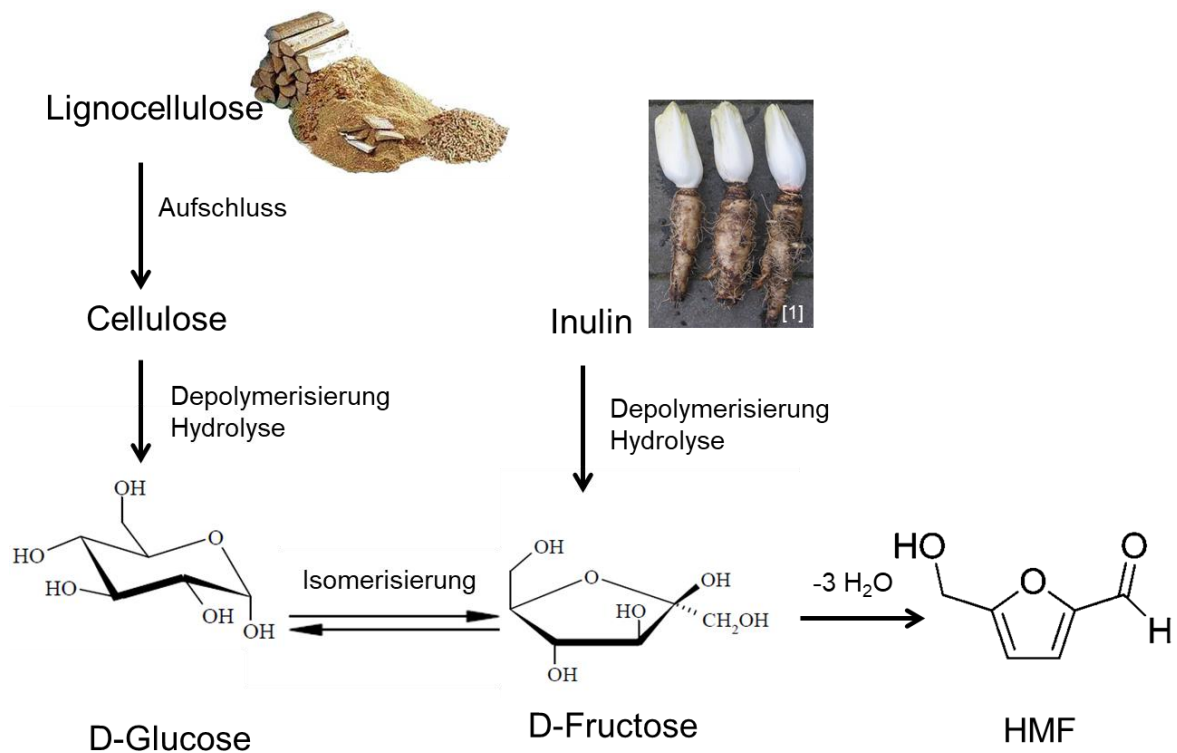 Lignocellulose
Aufschluss
Cellulose
Inulin
[1]
Depolymerisierung
Hydrolyse
Depolymerisierung
Hydrolyse
OH
O
HO
HO
OH
OH
Isomerisierung
OH
O
OH
HO
CH₂OH
OH
-3 H₂O
HO
O
O
H
D-Glucose
D-Fructose
HMF